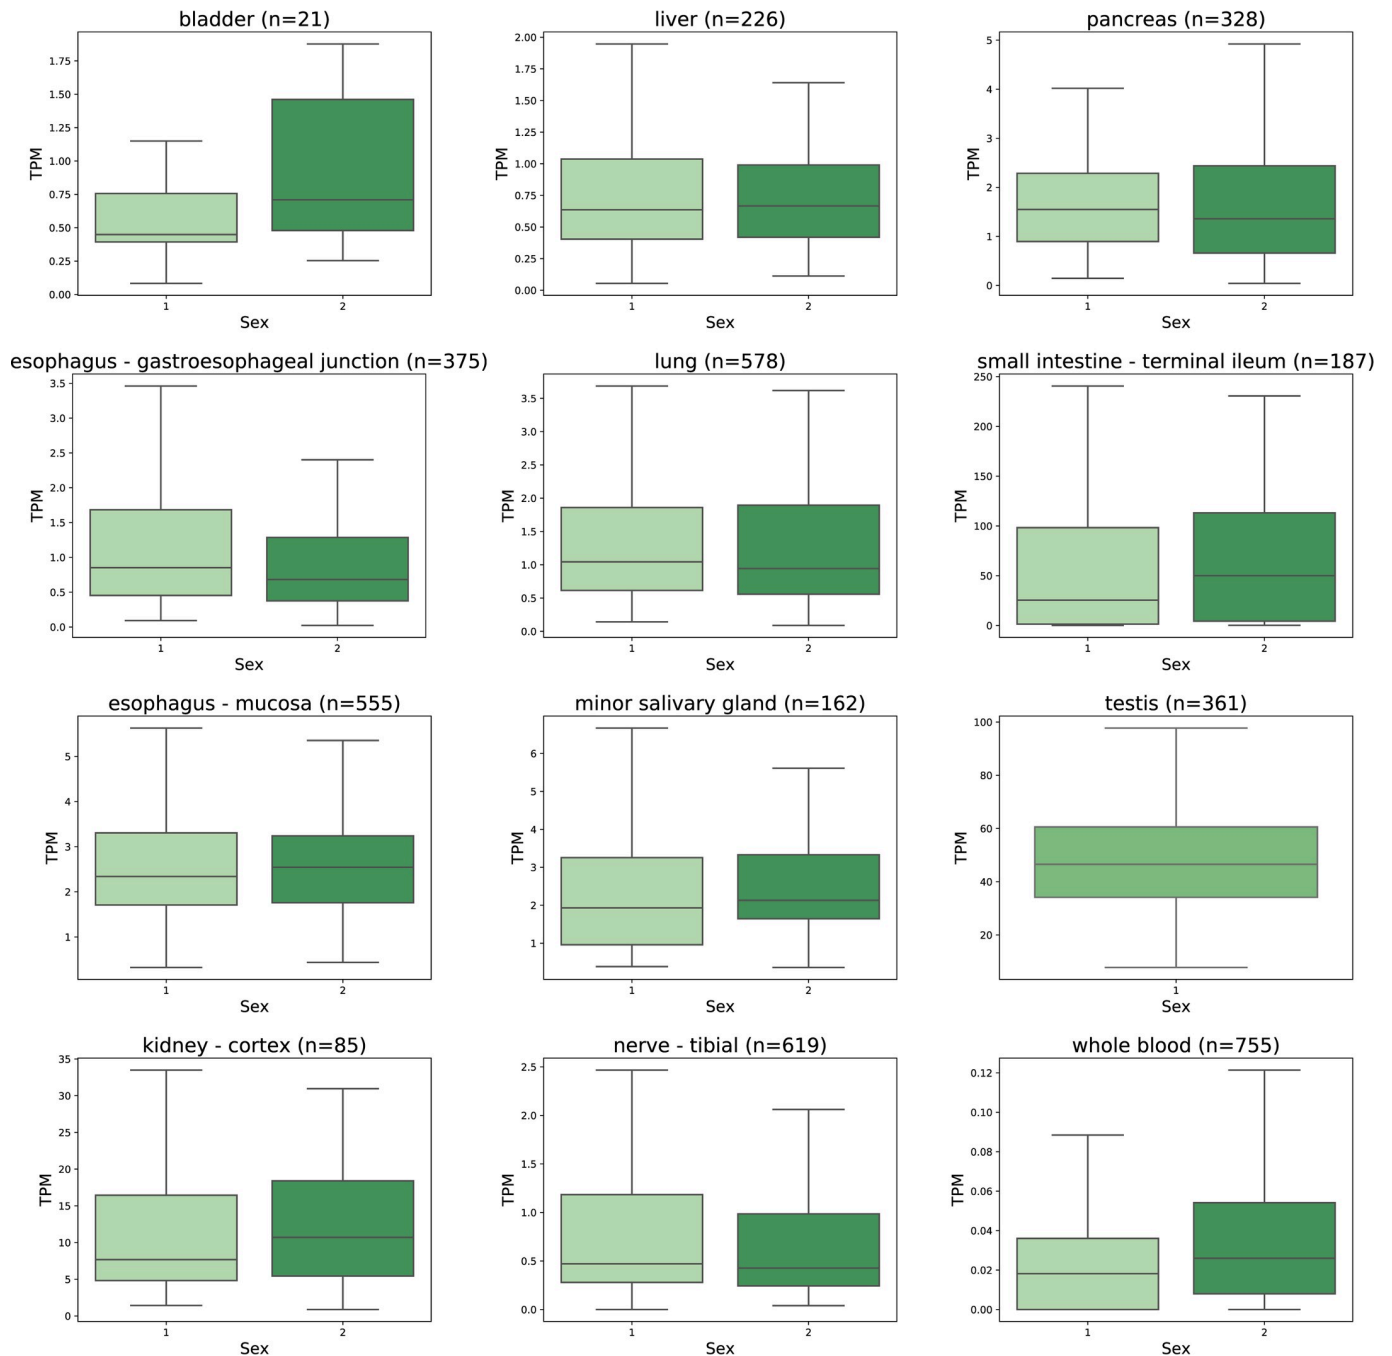 bladder (n=21)
TPM
1.75
1.50
1.25
1.00
0.75
0.50
0.25
0.00
1 2
Sex
liver (n=226)
TPM
2.00
1.75
1.50
1.25
1.00
0.75
0.50
0.25
0.00
1 2
Sex
pancreas (n=328)
TPM
5
4
3
2
1
0
1 2
Sex
esophagus - gastroesophageal junction (n=375)
TPM
3.5
3.0
2.5
2.0
1.5
1.0
0.5
0.0
1 2
Sex
lung (n=578)
TPM
3.5
3.0
2.5
2.0
1.5
1.0
0.5
0.0
1 2
Sex
small intestine - terminal ileum (n=187)
TPM
250
200
150
100
50
0
1 2
Sex
esophagus - mucosa (n=555)
TPM
5
4
3
2
1
1 2
Sex
minor salivary gland (n=162)
TPM
6
5
4
3
2
1
1 2
Sex
testis (n=361)
TPM
100
80
60
40
20
1
Sex
kidney - cortex (n=85)
TPM
35
30
25
20
15
10
5
0
1 2
Sex
nerve - tibial (n=619)
TPM
2.5
2.0
1.5
1.0
0.5
0.0
1 2
Sex
whole blood (n=755)
TPM
0.12
0.10
0.08
0.06
0.04
0.02
0.00
1 2
Sex